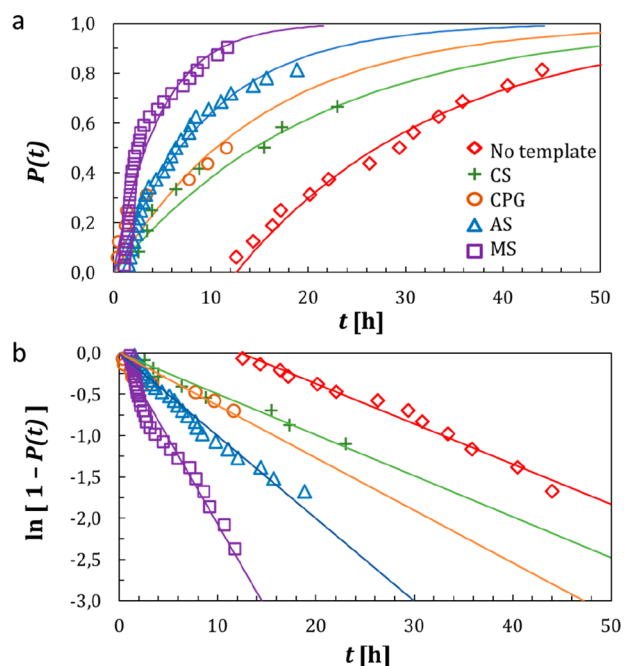 a
1,0
0,8
0,6
0,4
0,2
0,0
P(t)
No template
CS
CPG
AS
MS
0 10 20 30 40 50
t [h]
b
0,0
-0,5
-1,0
-1,5
-2,0
-2,5
-3,0
ln [ 1 – P(t) ]
0 10 20 30 40 50
t [h]